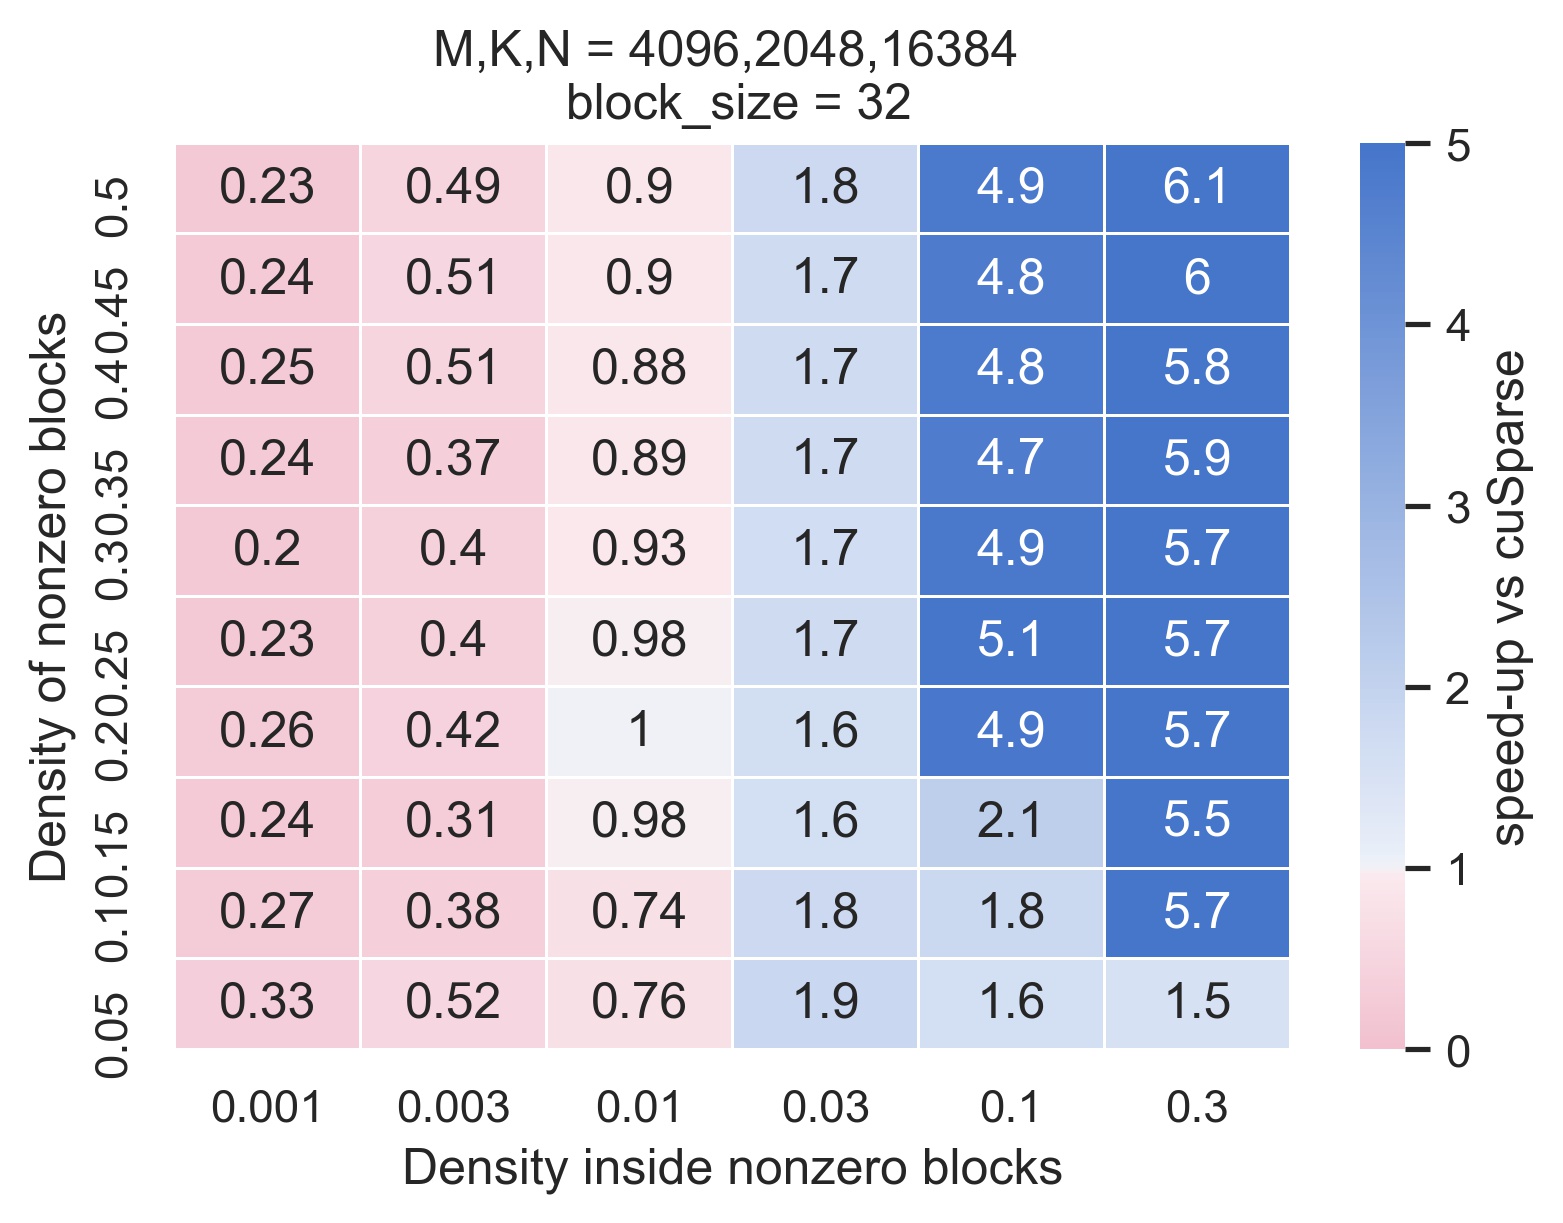 M,K,N = 4096,2048,16384
block_size = 32
Density of nonzero blocks
0.5 0.23 0.49 0.9 1.8 4.9 6.1
0.45 0.24 0.51 0.9 1.7 4.8 6
0.4 0.25 0.51 0.88 1.7 4.8 5.8
0.35 0.24 0.37 0.89 1.7 4.7 5.9
0.30 0.2 0.4 0.93 1.7 4.9 5.7
0.25 0.23 0.4 0.98 1.7 5.1 5.7
0.20 0.26 0.42 1 1.6 4.9 5.7
0.15 0.24 0.31 0.98 1.6 2.1 5.5
0.10 0.27 0.38 0.74 1.8 1.8 5.7
0.05 0.33 0.52 0.76 1.9 1.6 1.5
0.001 0.003 0.01 0.03 0.1 0.3
Density inside nonzero blocks
5
4
3
2
1
0
speed-up vs cuSparse